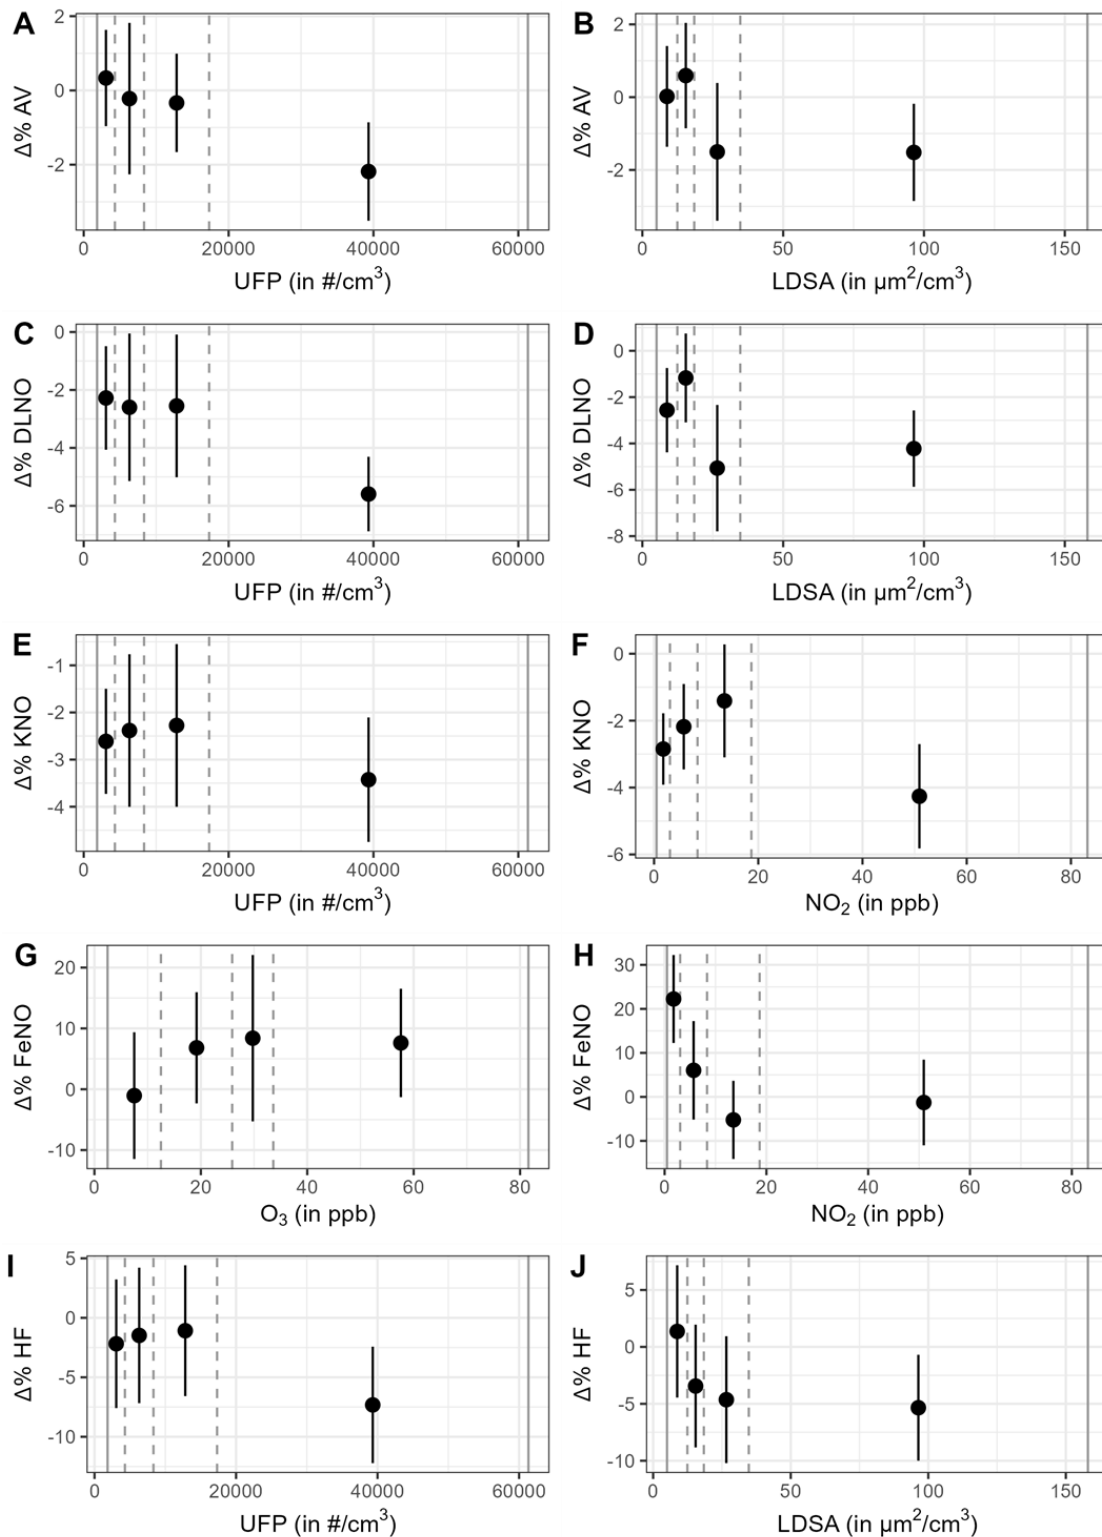 A
B
2
0
-2
Δ% AV
0
20000
40000
60000
UFP (in #/cm³)
2
0
-2
Δ% AV
0
50
100
150
LDSA (in µm²/cm³)
C
D
0
-2
-4
-6
Δ% DLNO
0
20000
40000
60000
UFP (in #/cm³)
0
-2
-4
-6
-8
Δ% DLNO
0
50
100
150
LDSA (in µm²/cm³)
E
F
-1
-2
-3
-4
Δ% KNO
0
20000
40000
60000
UFP (in #/cm³)
0
-2
-4
-6
Δ% KNO
0
20
40
60
80
NO₂ (in ppb)
G
H
20
10
0
-10
Δ% FeNO
0
20
40
60
80
O₃ (in ppb)
30
20
10
0
-10
Δ% FeNO
0
20
40
60
80
NO₂ (in ppb)
I
J
5
0
-5
-10
Δ% HF
0
20000
40000
60000
UFP (in #/cm³)
5
0
-5
-10
Δ% HF
0
50
100
150
LDSA (in µm²/cm³)